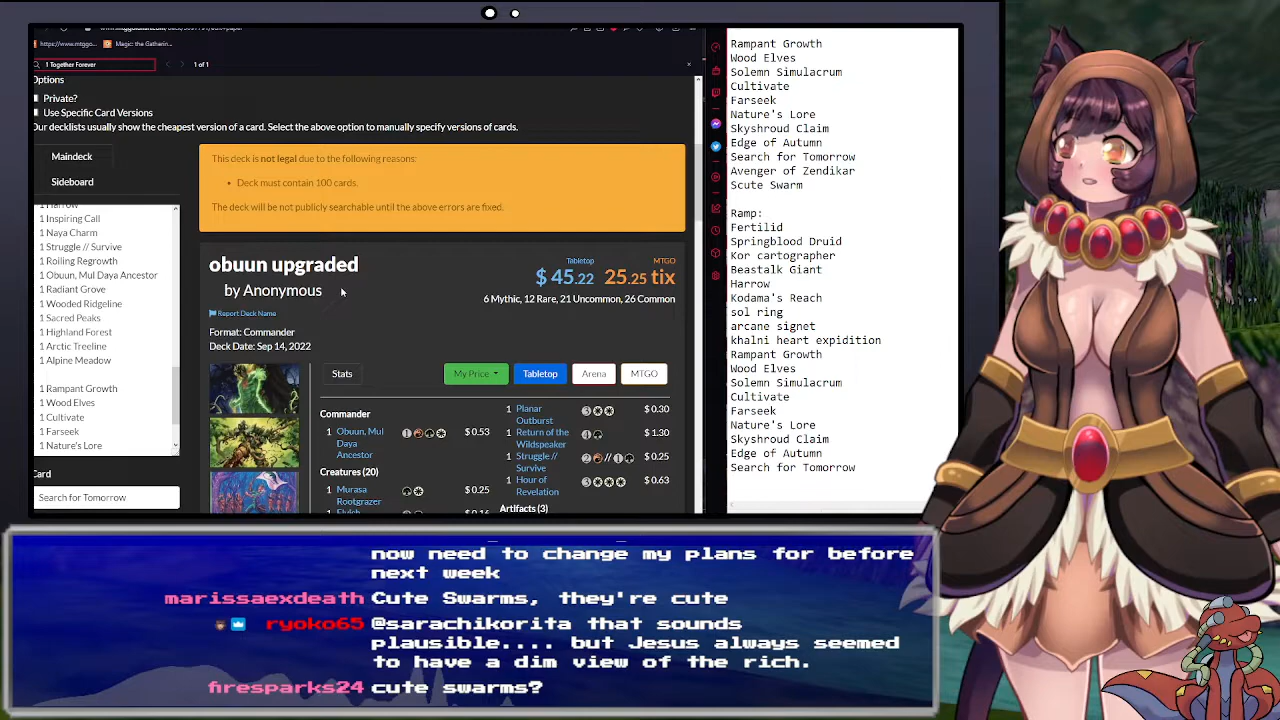 https://www.mtggo...
Magic: the Gatherin...
1 Together Forever
1 of 1
Options
Private?
Use Specific Card Versions
Our decklists usually show the cheapest version of a card. Select the above option to manually specify versions of cards.
Maindeck
Sideboard
This deck is not legal due to the following reasons:
• Deck must contain 100 cards.
The deck will be not publicly searchable until the above errors are fixed.
1 Harrow
1 Inspiring Call
1 Naya Charm
1 Struggle // Survive
1 Roiling Regrowth
1 Obuun, Mul Daya Ancestor
1 Radiant Grove
1 Wooded Ridgeline
1 Sacred Peaks
1 Highland Forest
1 Arctic Treeline
1 Alpine Meadow
1 Rampant Growth
1 Wood Elves
1 Cultivate
1 Farseek
1 Nature's Lore
Card
Search for Tomorrow
obuun upgraded
by Anonymous
Tabletop
$ 45.22
MTGO
25.25 tix
6 Mythic, 12 Rare, 21 Uncommon, 26 Common
Report Deck Name
Format: Commander
Deck Date: Sep 14, 2022
Stats
My Price
Tabletop
Arena
MTGO
Commander
1 Obuun, Mul Daya Ancestor $ 0.53
Creatures (20)
1 Murasa Rootgrazer $ 0.25
1 Planar Outburst $ 0.30
1 Return of the Wildspeaker $ 1.30
1 Struggle // Survive $ 0.25
1 Hour of Revelation $ 0.63
Artifacts (3)
Rampant Growth
Wood Elves
Solemn Simulacrum
Cultivate
Farseek
Nature's Lore
Skyshroud Claim
Edge of Autumn
Search for Tomorrow
Avenger of Zendikar
Scute Swarm
Ramp:
Fertilid
Springblood Druid
Kor cartographer
Beastalk Giant
Harrow
Kodama's Reach
sol ring
arcane signet
khalni heart expidition
Rampant Growth
Wood Elves
Solemn Simulacrum
Cultivate
Farseek
Nature's Lore
Skyshroud Claim
Edge of Autumn
Search for Tomorrow
now need to change my plans for before
next week
marissaexdeath Cute Swarms, they're cute
ryoko65 @sarachikorita that sounds
plausible.... but Jesus always seemed
to have a dim view of the rich.
firesparks24 cute swarms?